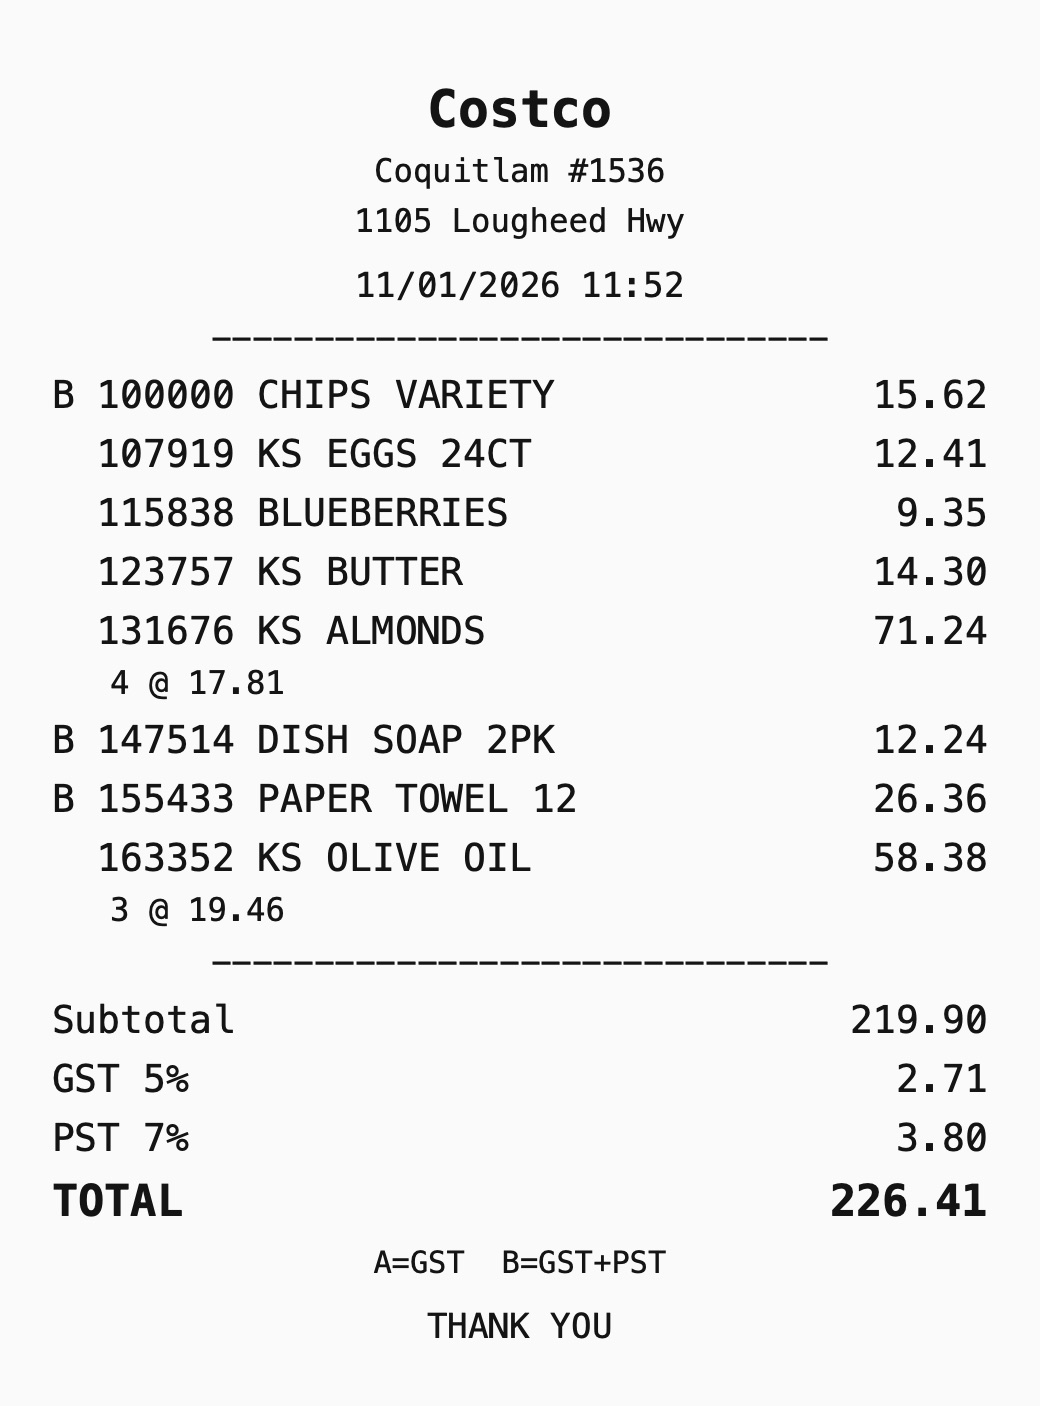 Costco
Coquitlam #1536
1105 Lougheed Hwy
11/01/2026 11:52
------------------------------
B 100000 CHIPS VARIETY 15.62
107919 KS EGGS 24CT 12.41
115838 BLUEBERRIES 9.35
123757 KS BUTTER 14.30
131676 KS ALMONDS 71.24
4 @ 17.81
B 147514 DISH SOAP 2PK 12.24
B 155433 PAPER TOWEL 12 26.36
163352 KS OLIVE OIL 58.38
3 @ 19.46
------------------------------
Subtotal 219.90
GST 5% 2.71
PST 7% 3.80
TOTAL 226.41
A=GST B=GST+PST
THANK YOU